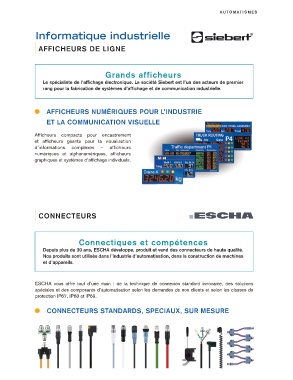 AUTOMATISMES
Informatique industrielle
siebert
AFFICHEURS DE LIGNE
Grands afficheurs
Le spécialiste de l'affichage électronique. La société Siebert est l'un des acteurs de premier
rang pour la fabrication de systèmes d'affichage et de communication industrielle.
AFFICHEURS NUMÉRIQUES POUR L'INDUSTRIE
ET LA COMMUNICATION VISUELLE
Afficheurs compacts pour encastrement
et afficheurs géants pour la visualisation
d'informations complexes – afficheurs
numériques et alphanumériques, afficheurs
graphiques et systèmes d'affichage individuels.
P4
Traffic department P1
CONNECTEURS
ESCHA
Connectiques et compétences
Depuis plus de 30 ans, ESCHA développe, produit et vend des connecteurs de haute qualité.
Nos produits sont utilisés dans l'industrie d'automatisation, dans la construction de machines
et d'appareils.
ESCHA vous offre tout d'une main : de la technique de connexion standard innovante, des solutions
spéciales et des composants d'automatisation selon les demandes de nos clients et selon les classes de
protection IP67, IP68 et IP69.
CONNECTEURS STANDARDS, SPECIAUX, SUR MESURE